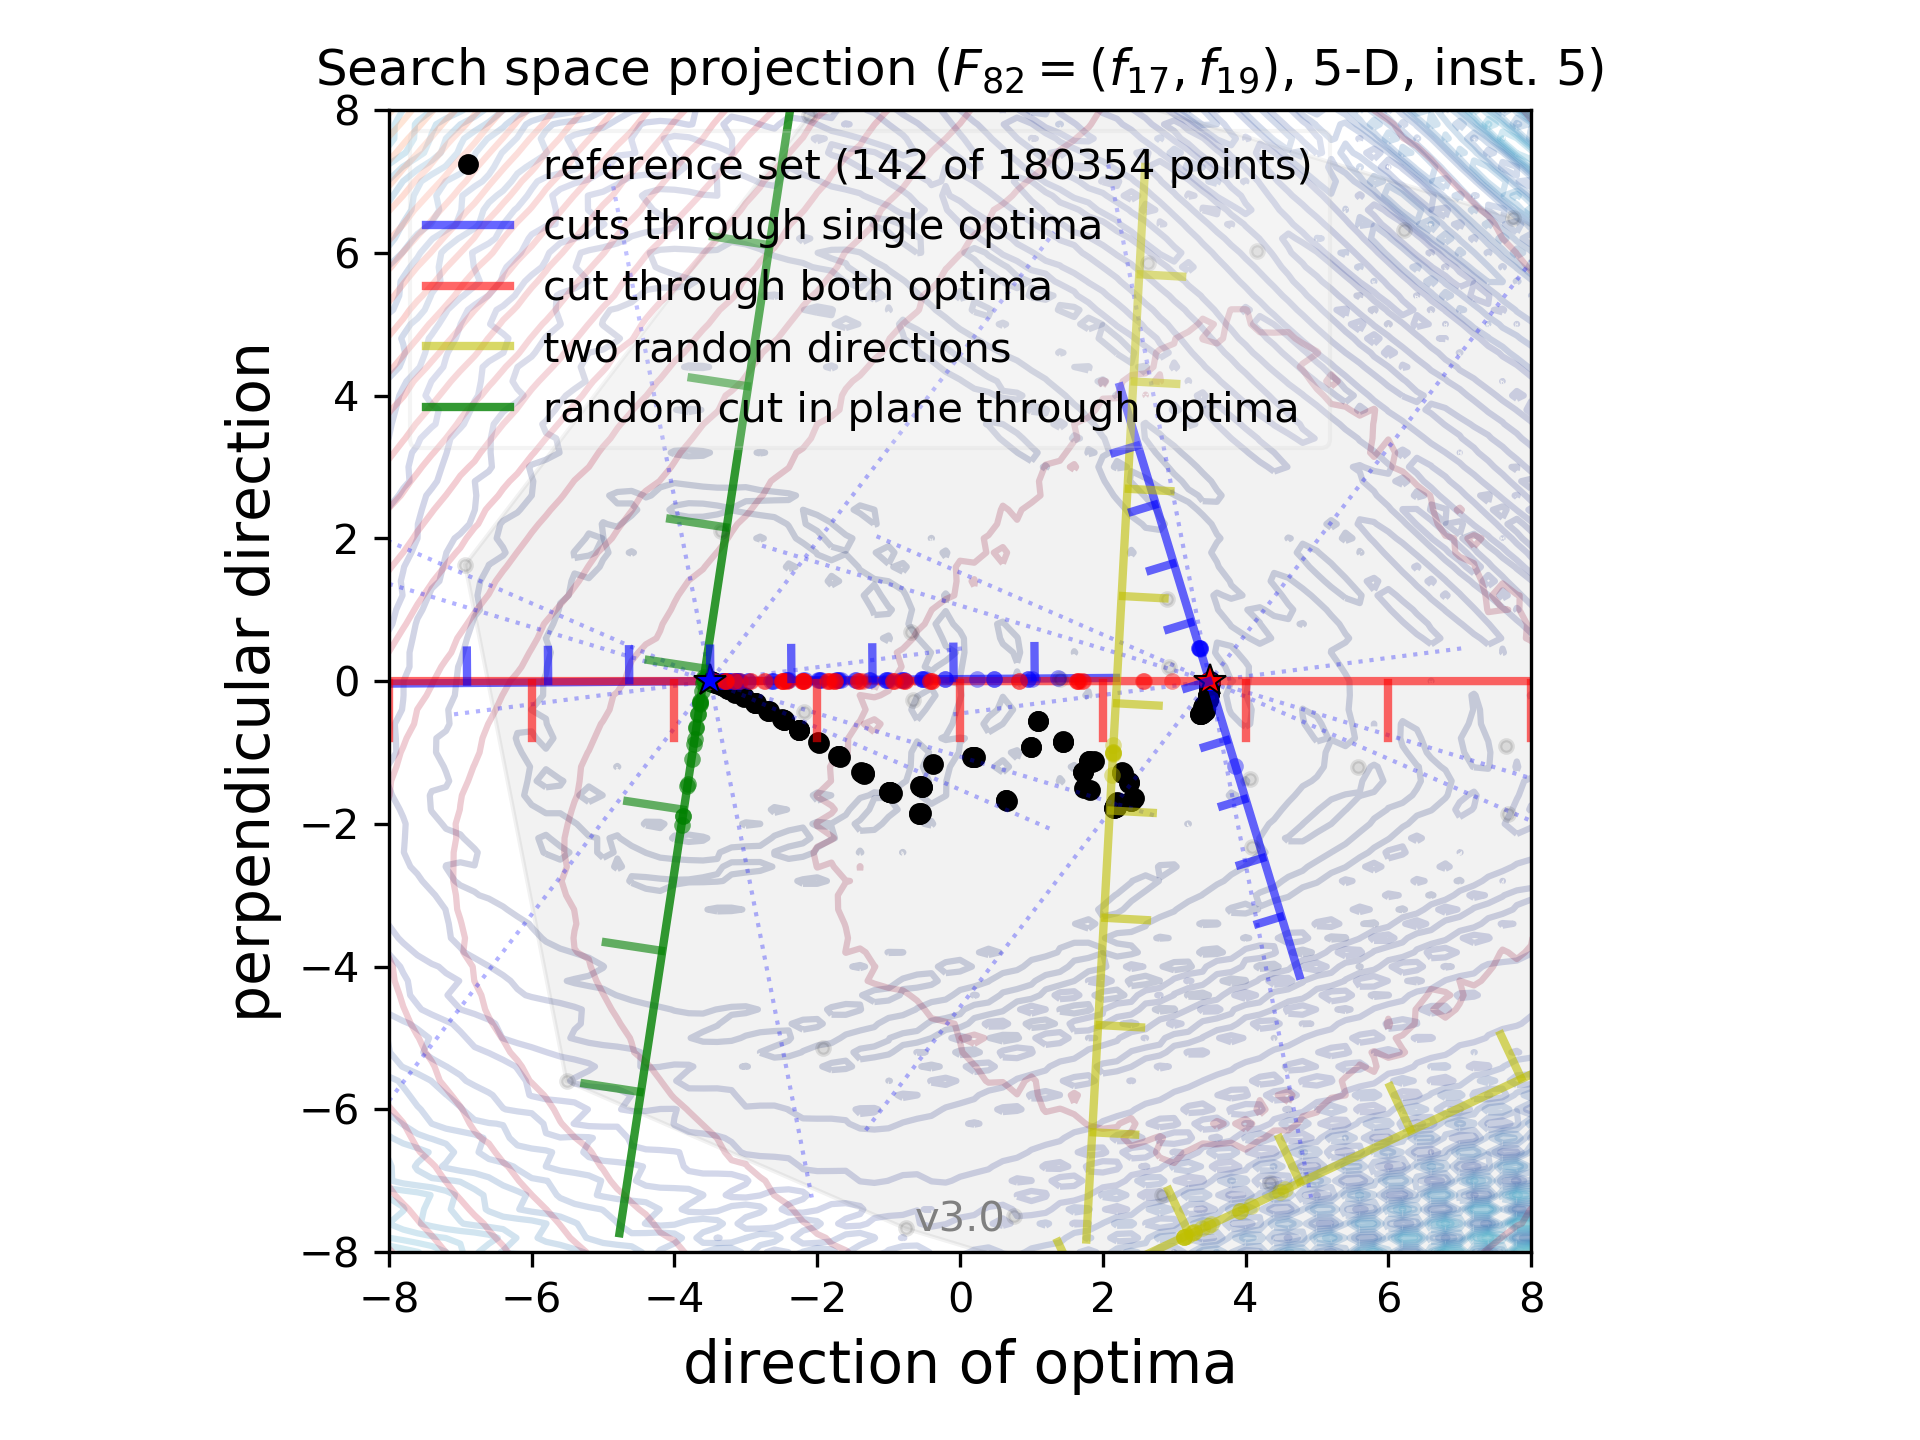 Search space projection (F82 = (f17, f19), 5-D, inst. 5)
reference set (142 of 180354 points)
cuts through single optima
cut through both optima
two random directions
random cut in plane through optima
perpendicular direction
8
6
4
2
0
−2
−4
−6
−8
v3.0
−8 −6 −4 −2 0 2 4 6 8
direction of optima